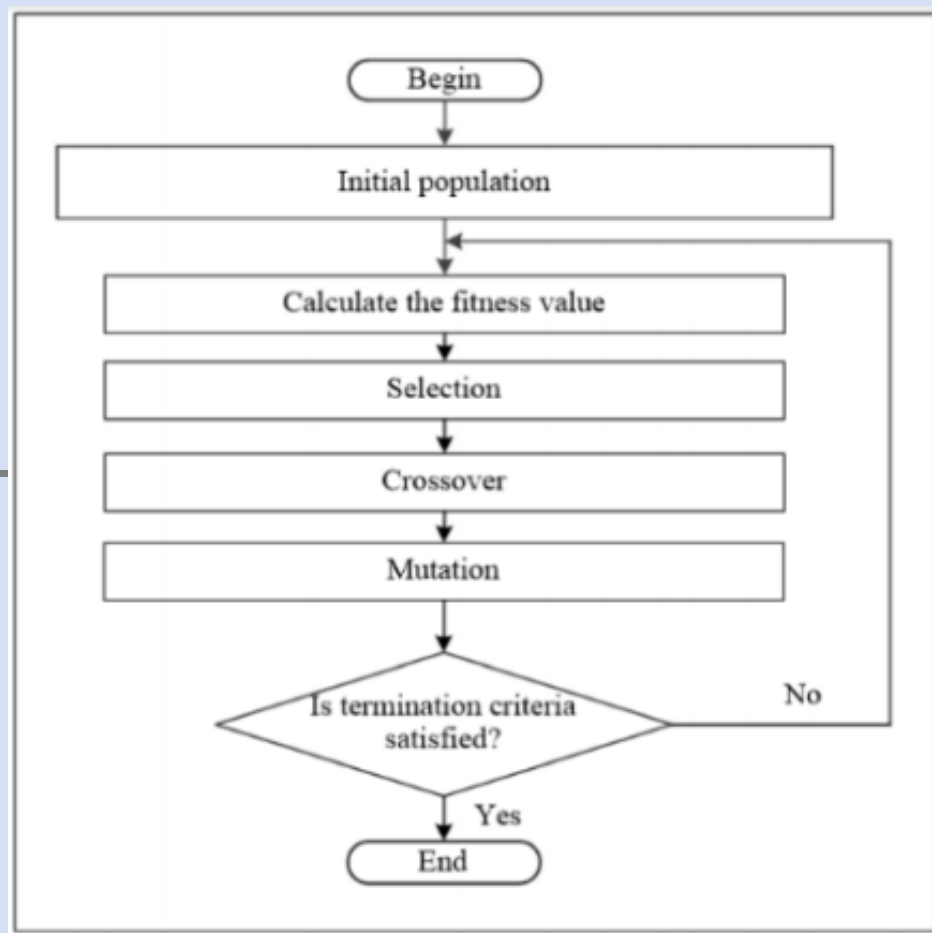 Begin
Initial population
Calculate the fitness value
Selection
Crossover
Mutation
Is termination criteria
satisfied?
No
Yes
End